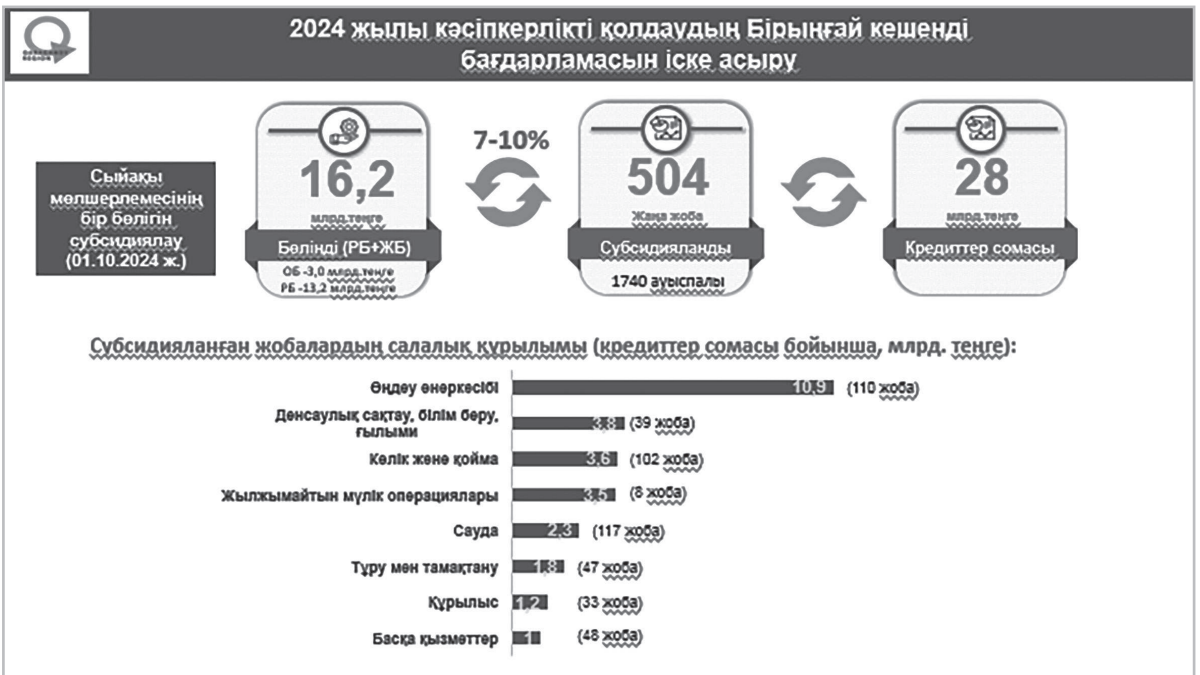 2024 жылы кәсіпкерлікті қолдаудың Бірыңғай кешенді
бағдарламасын іске асыру
Сыйақы
мөлшерлемесінің
бір бөлігін
субсидиялау
(01.10.2024 ж.)
16,2
млрд.теңге
Бөлінді (РБ+ЖБ)
ОБ -3,0 млрд.теңге
РБ -13,2 млрд.теңге
7-10%
504
Жаңа жоба
Субсидияланды
1740 ауыспалы
28
млрд.теңге
Кредиттер сомасы
Субсидияланған жобалардың салалық құрылымы (кредиттер сомасы бойынша, млрд. теңге):
Өңдеу өнеркәсібі 10,9 (110 жоба)
Денсаулық сақтау, білім беру,
ғылыми 3,8 (39 жоба)
Көлік және қойма 3,6 (102 жоба)
Жылжымайтын мүлік операциялары 3,5 (8 жоба)
Сауда 2,3 (117 жоба)
Тұру мен тамақтану 1,8 (47 жоба)
Құрылыс 1,2 (33 жоба)
Басқа қызметтер 1 (48 жоба)